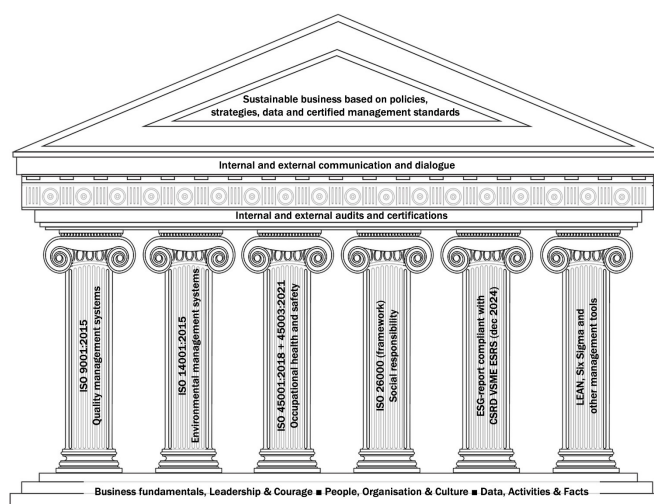 Sustainable business based on policies,
strategies, data and certified management standards
Internal and external communication and dialogue
Internal and external audits and certifications
ISO 9001:2015
Quality management systems
ISO 14001:2015
Environmental management systems
ISO 45001:2018 + 45003:2021
Occupational health and safety
ISO 26000 (framework)
Social responsibility
ESG-report compliant with
CSRD VSME ESRS (dec 2024)
LEAN, Six Sigma and
other management tools
Business fundamentals, Leadership & Courage ■ People, Organisation & Culture ■ Data, Activities & Facts